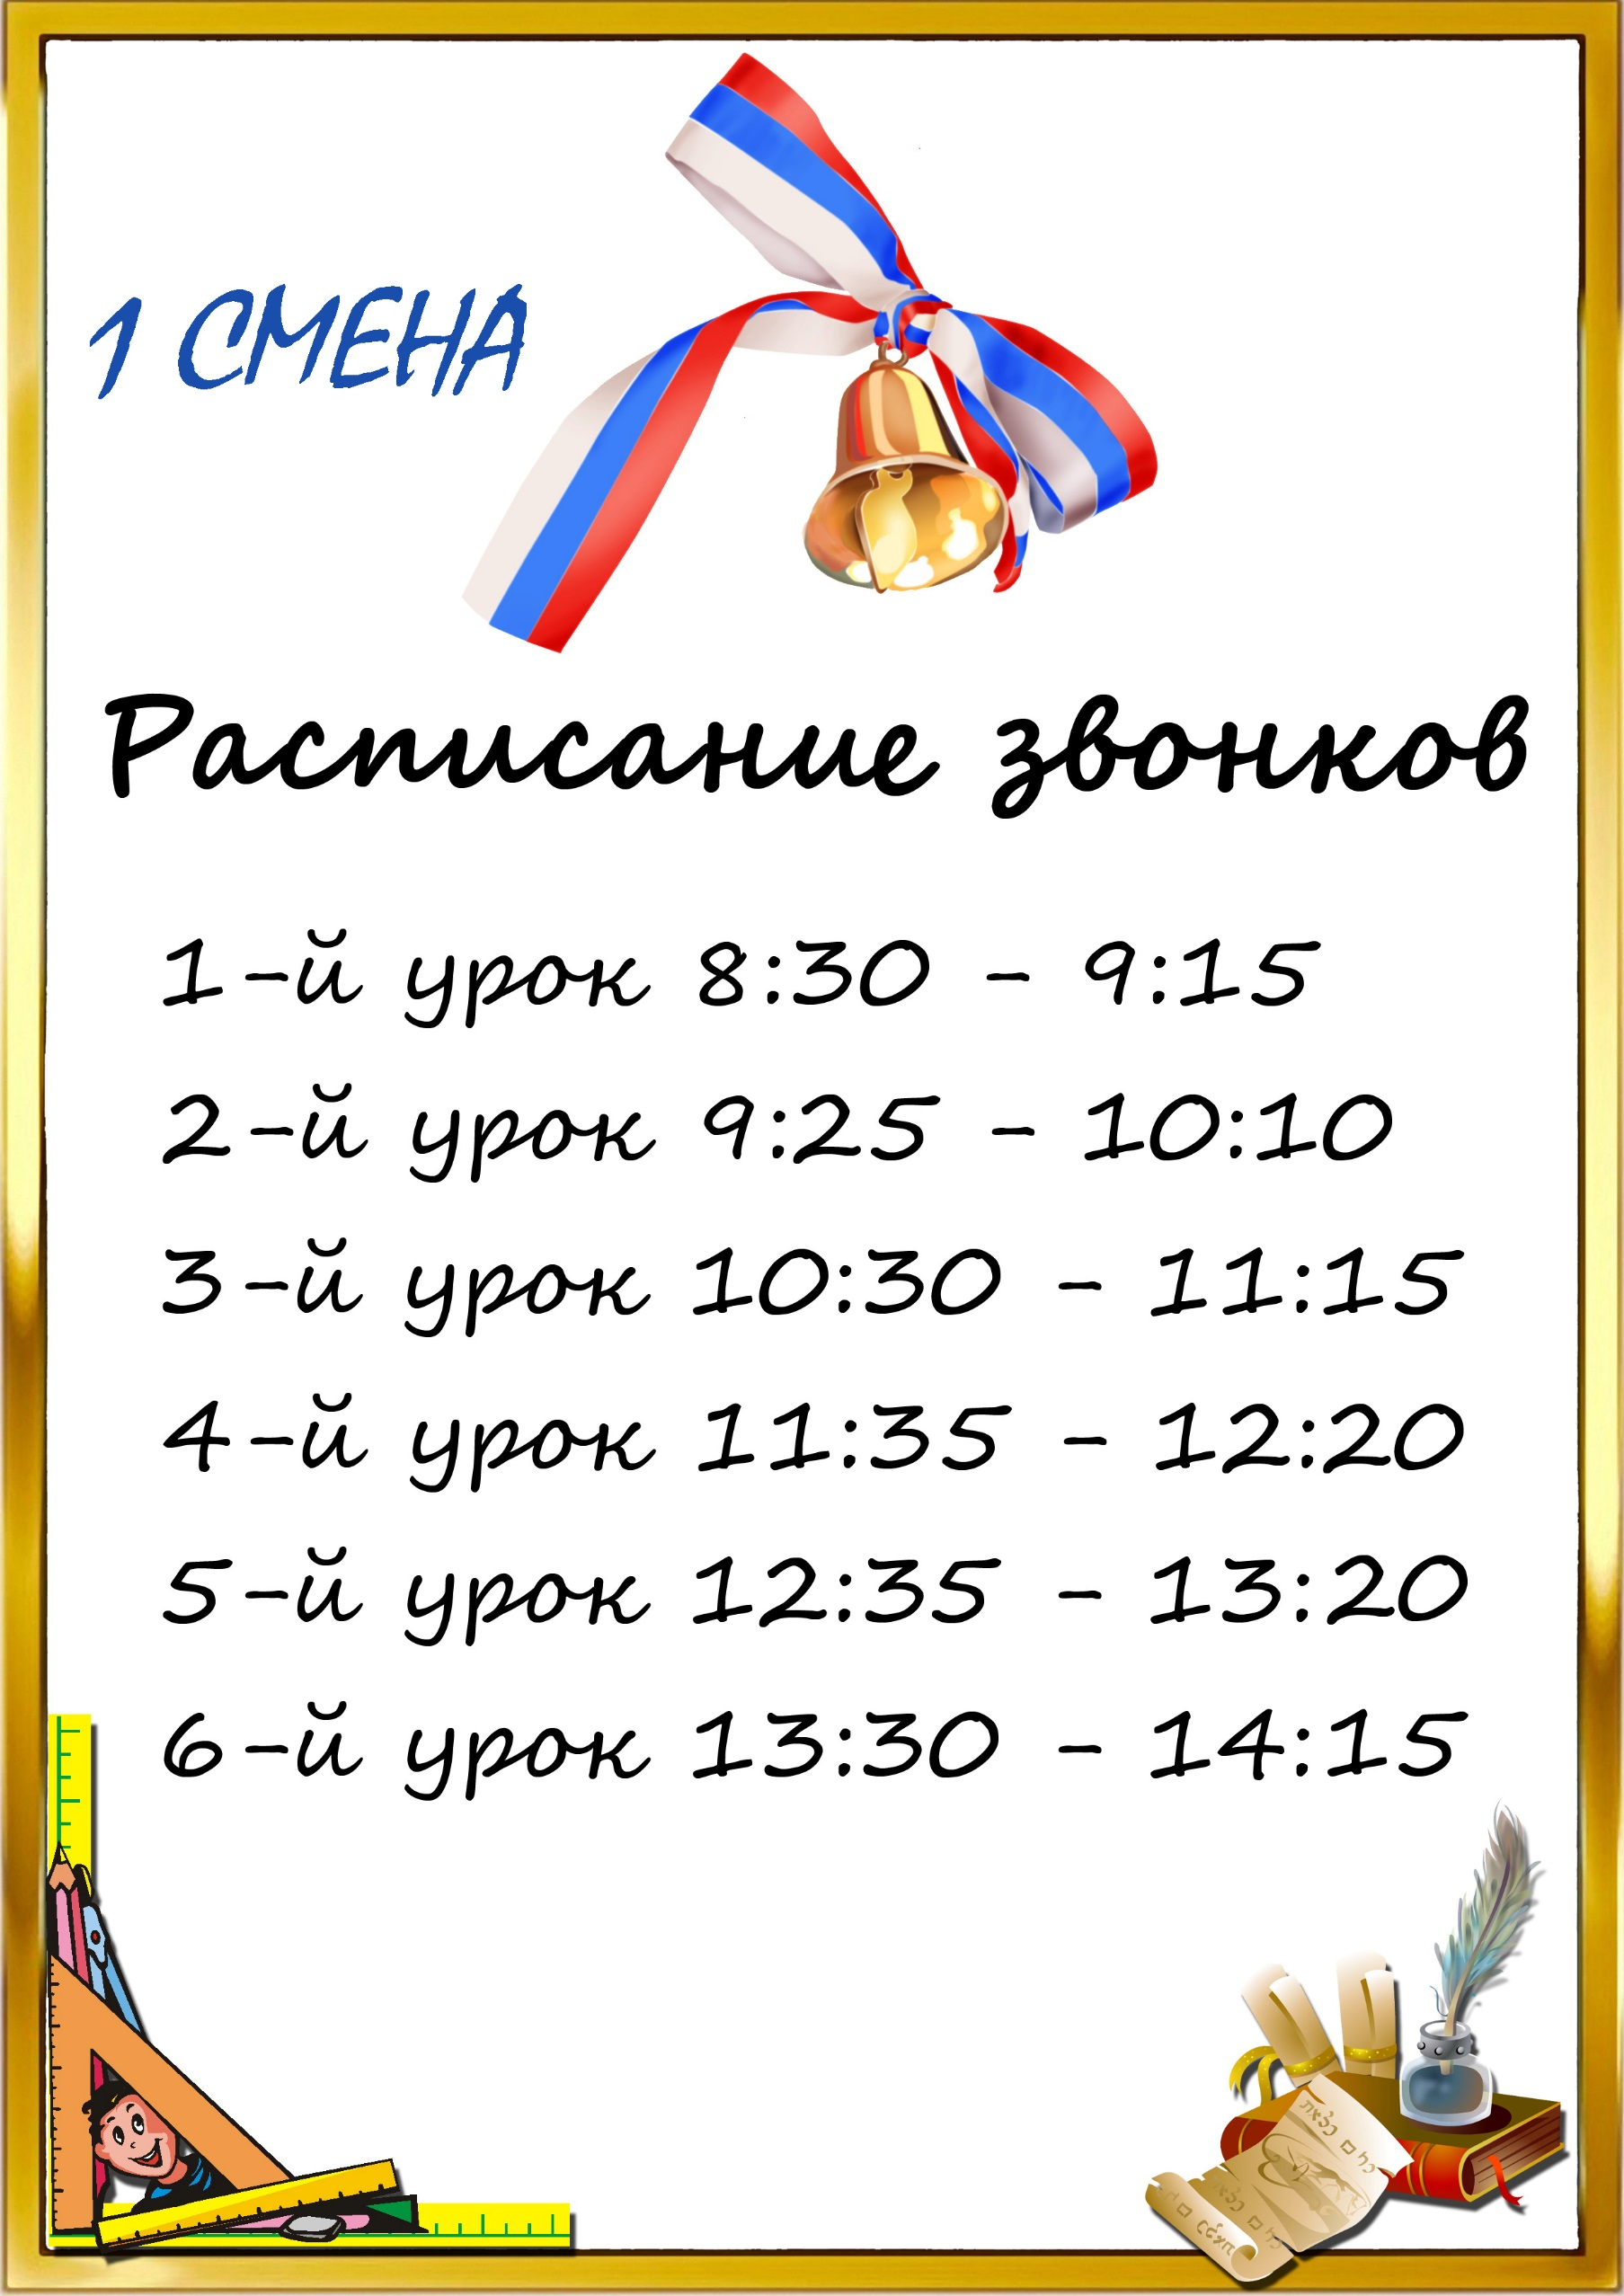 1 СМЕНА
Расписание звонков
1-й урок 8:30 - 9:15
2-й урок 9:25 - 10:10
3-й урок 10:30 - 11:15
4-й урок 11:35 - 12:20
5-й урок 12:35 - 13:20
6-й урок 13:30 - 14:15